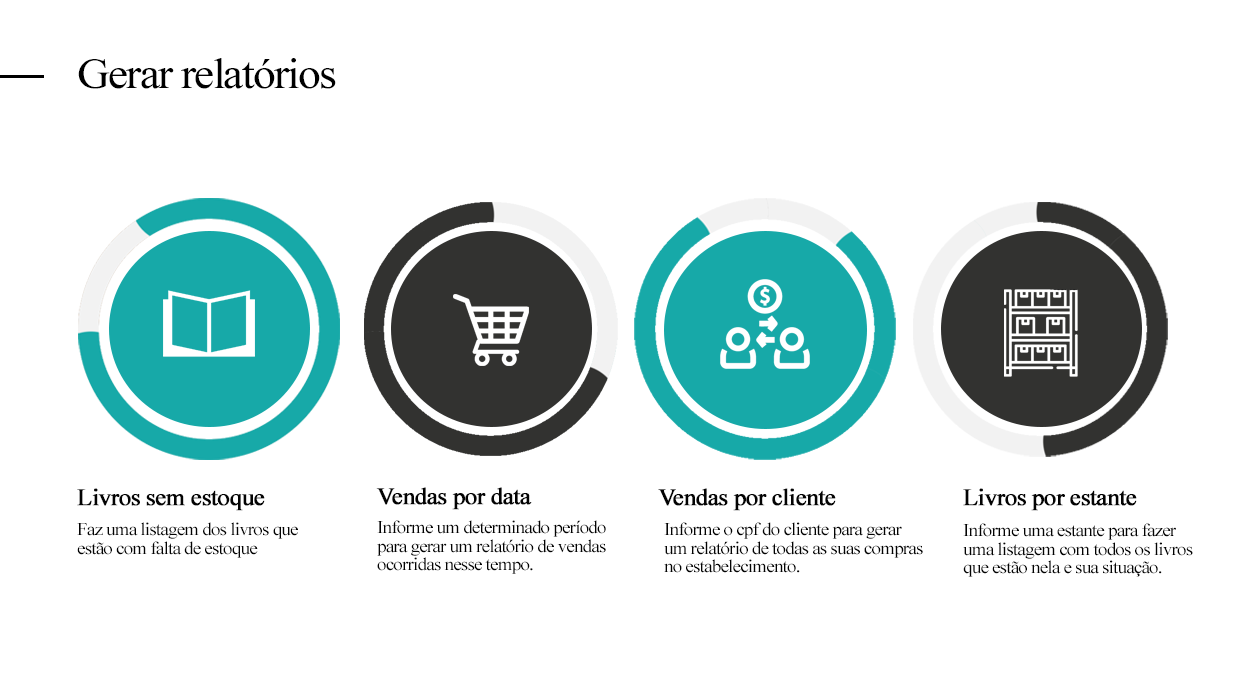 Gerar relatórios
$
Livros sem estoque
Faz uma listagem dos livros que
estão com falta de estoque
Vendas por data
Informe um determinado período
para gerar um relatório de vendas
ocorridas nesse tempo.
Vendas por cliente
Informe o cpf do cliente para gerar
um relatório de todas as suas compras
no estabelecimento.
Livros por estante
Informe uma estante para fazer
uma listagem com todos os livros
que estão nela e sua situação.